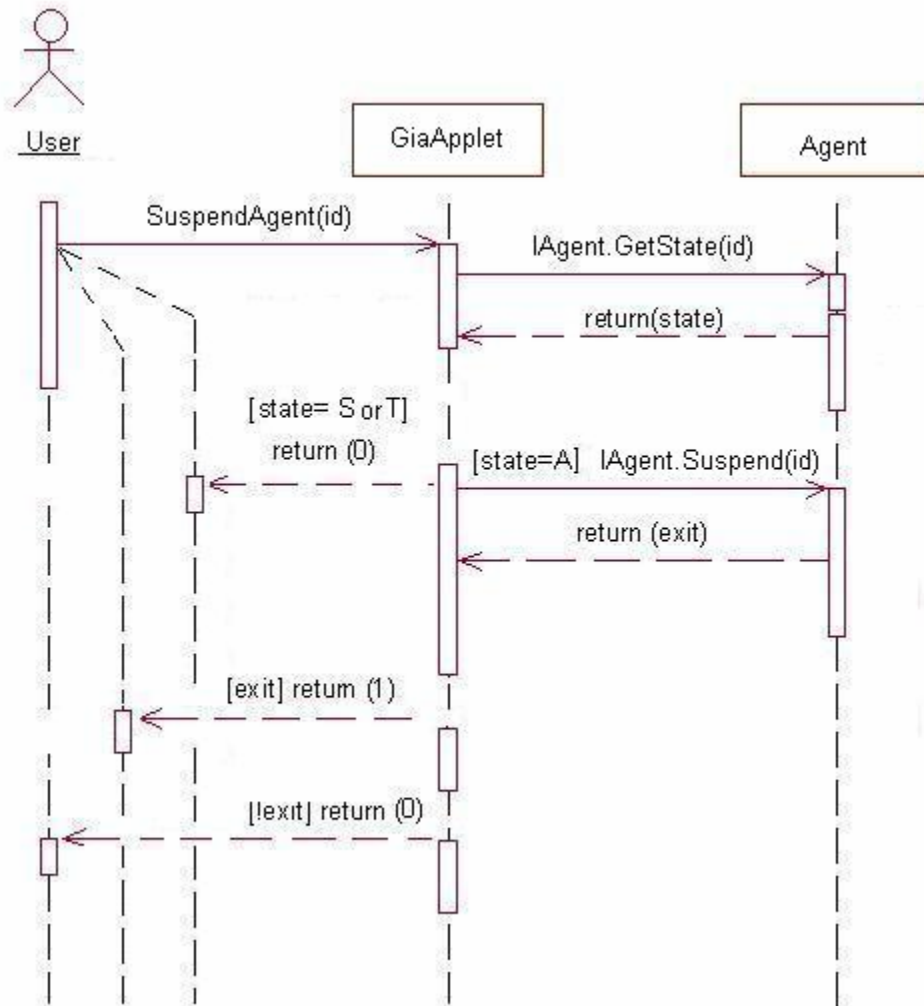 User
GiaApplet
Agent
SuspendAgent(id)
IAgent.GetState(id)
return(state)
[state= S or T]
return (0)
[state=A] IAgent.Suspend(id)
return (exit)
[exit] return (1)
[!exit] return (0)